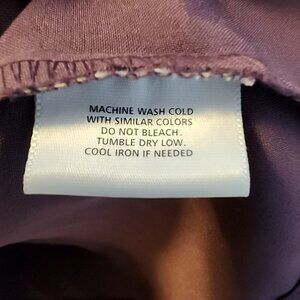 MACHINE WASH COLD
WITH SIMILAR COLORS
DO NOT BLEACH.
TUMBLE DRY LOW.
COOL IRON IF NEEDED